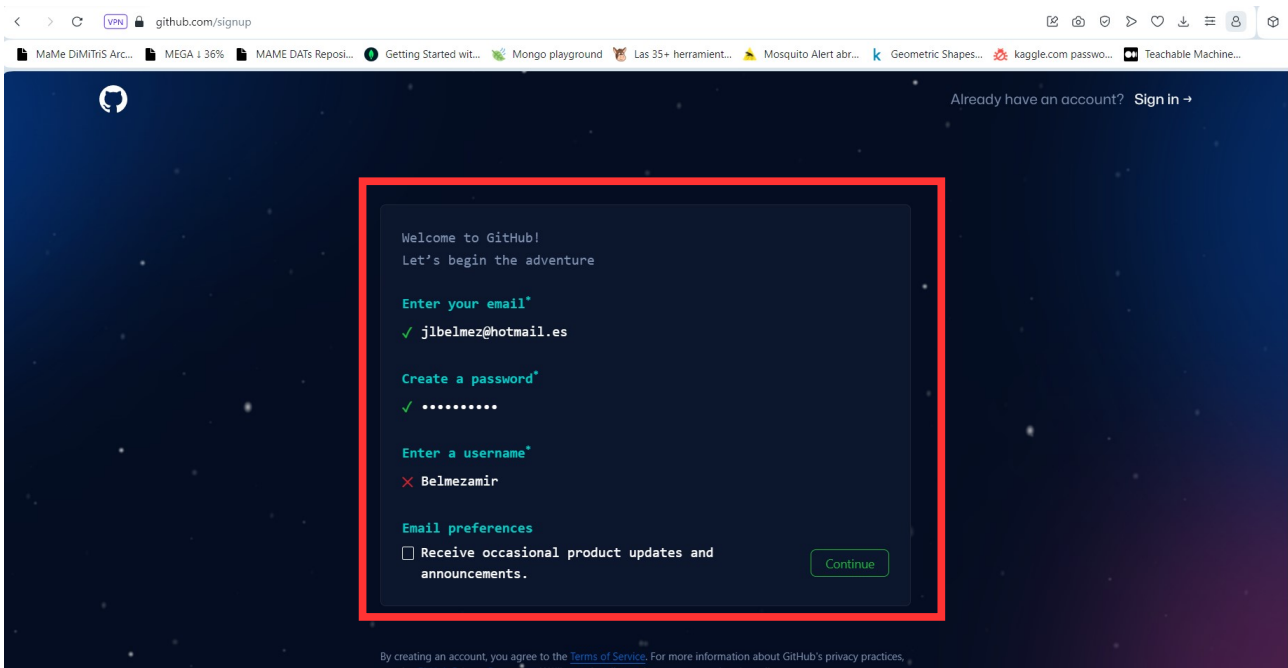 VPN github.com/signup
MaMe DiMiTriS Arc... MEGA ↓ 36% MAME DATs Reposi... Getting Started wit... Mongo playground Las 35+ herramient... Mosquito Alert abr... Geometric Shapes... kaggle.com passwo... Teachable Machine...
Already have an account? Sign in →
Welcome to GitHub!
Let’s begin the adventure
Enter your email*
✓ jlbelmez@hotmail.es
Create a password*
✓ ••••••••••
Enter a username*
✕ Belmezamir
Email preferences
Receive occasional product updates and
announcements.
Continue
By creating an account, you agree to the Terms of Service. For more information about GitHub's privacy practices,